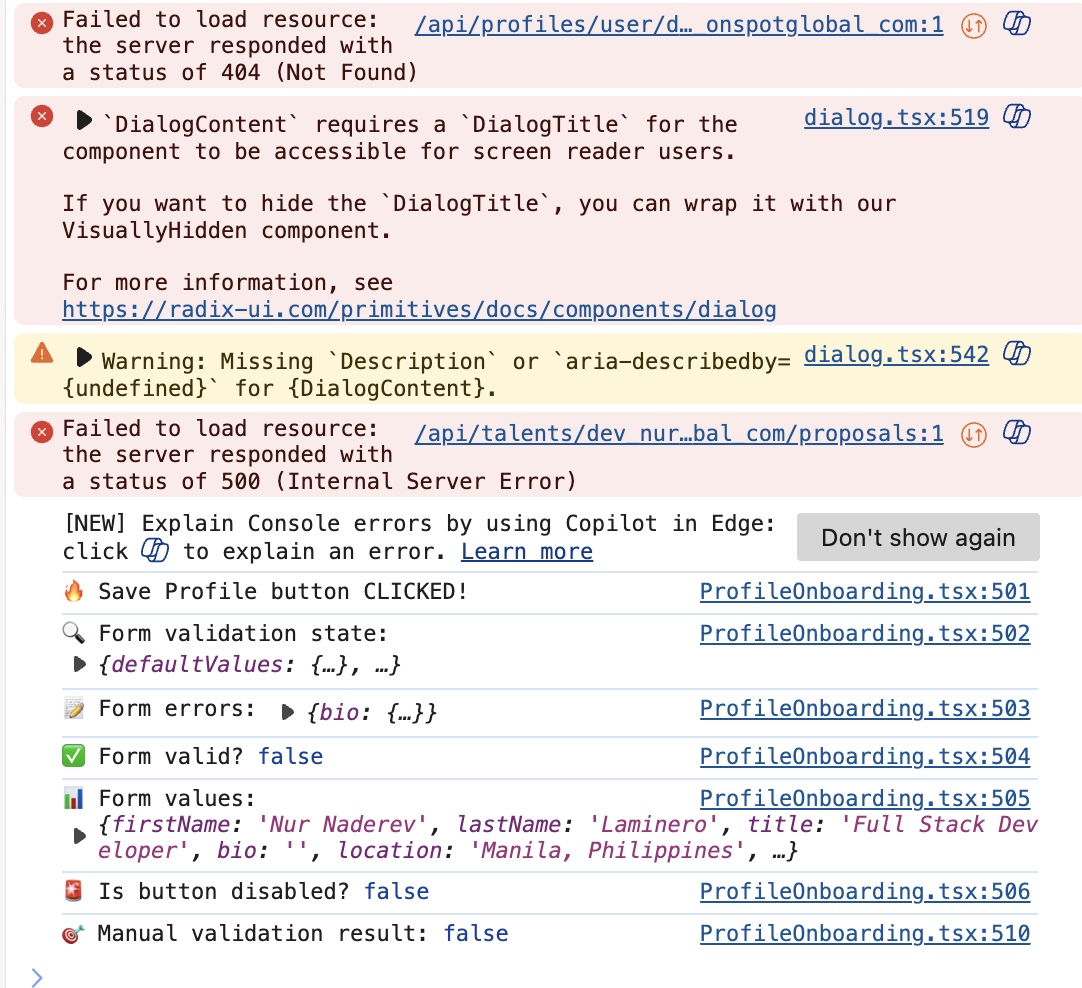 Failed to load resource: /api/profiles/user/d… onspotglobal_com:1
the server responded with
a status of 404 (Not Found)
`DialogContent` requires a `DialogTitle` for the dialog.tsx:519
component to be accessible for screen reader users.
If you want to hide the `DialogTitle`, you can wrap it with our
VisuallyHidden component.
For more information, see
https://radix-ui.com/primitives/docs/components/dialog
Warning: Missing `Description` or `aria-describedby= dialog.tsx:542
{undefined}` for {DialogContent}.
Failed to load resource: /api/talents/dev_nur…bal_com/proposals:1
the server responded with
a status of 500 (Internal Server Error)
[NEW] Explain Console errors by using Copilot in Edge: Don't show again
click to explain an error. Learn more
🔥 Save Profile button CLICKED! ProfileOnboarding.tsx:501
🔍 Form validation state: ProfileOnboarding.tsx:502
{defaultValues: {…}, …}
📝 Form errors: {bio: {…}} ProfileOnboarding.tsx:503
✅ Form valid? false ProfileOnboarding.tsx:504
📊 Form values: ProfileOnboarding.tsx:505
{firstName: 'Nur Naderev', lastName: 'Laminero', title: 'Full Stack Dev
eloper', bio: '', location: 'Manila, Philippines', …}
🚨 Is button disabled? false ProfileOnboarding.tsx:506
🎯 Manual validation result: false ProfileOnboarding.tsx:510